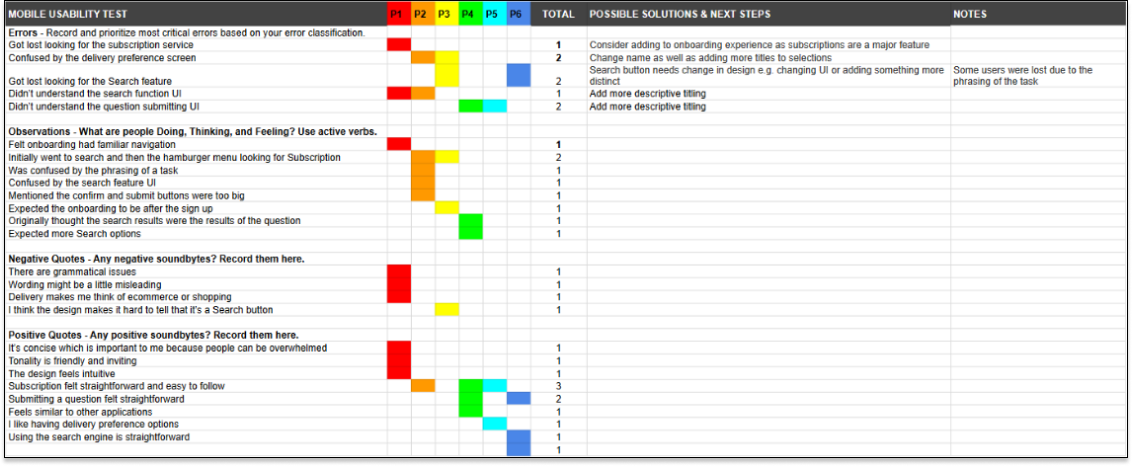 MOBILE USABILITY TEST P1 P2 P3 P4 P5 P6 TOTAL POSSIBLE SOLUTIONS & NEXT STEPS NOTES
Errors - Record and prioritize most critical errors based on your error classification.
Got lost looking for the subscription service 1 Consider adding to onboarding experience as subscriptions are a major feature
Confused by the delivery preference screen 2 Change name as well as adding more titles to selections
Got lost looking for the Search feature 2 Search button needs change in design e.g. changing UI or adding something more distinct Some users were lost due to the phrasing of the task
Didn't understand the search function UI 1 Add more descriptive titling
Didn't understand the question submitting UI 2 Add more descriptive titling
Observations - What are people Doing, Thinking, and Feeling? Use active verbs.
Felt onboarding had familiar navigation 1
Initially went to search and then the hamburger menu looking for Subscription 2
Was confused by the phrasing of a task 1
Confused by the search feature UI 1
Mentioned the confirm and submit buttons were too big 1
Expected the onboarding to be after the sign up 1
Originally thought the search results were the results of the question 1
Expected more Search options 1
Negative Quotes - Any negative soundbytes? Record them here.
There are grammatical issues 1
Wording might be a little misleading 1
Delivery makes me think of ecommerce or shopping 1
I think the design makes it hard to tell that it's a Search button 1
Positive Quotes - Any positive soundbytes? Record them here.
It's concise which is important to me because people can be overwhelmed 1
Tonality is friendly and inviting 1
The design feels intuitive 1
Subscription felt straightforward and easy to follow 3
Submitting a question felt straightforward 2
Feels similar to other applications 1
I like having delivery preference options 1
Using the search engine is straightforward 1
1